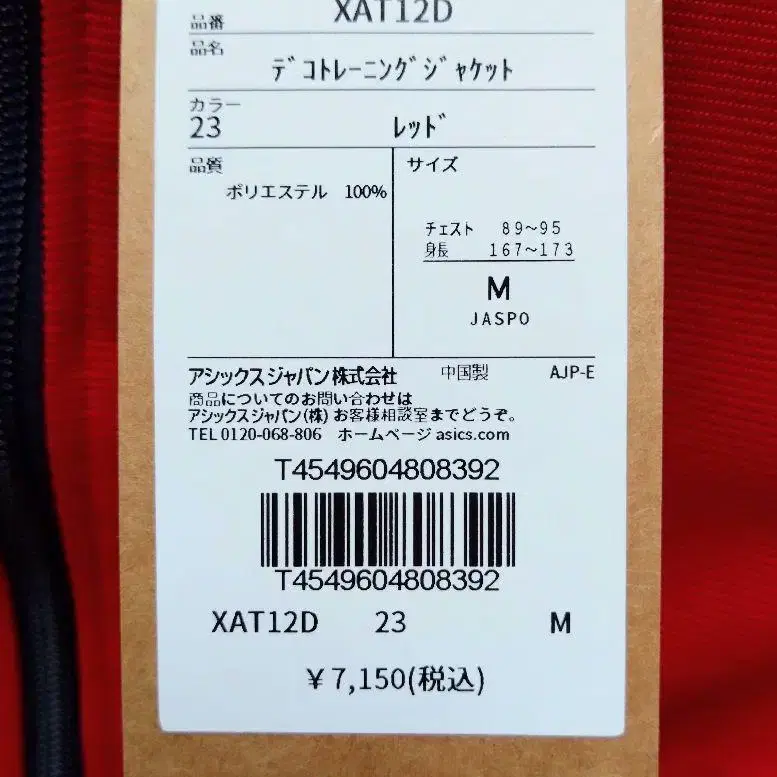 品番 XAT12D
品名
ﾃﾞｺﾄﾚｰﾆﾝｸﾞｼﾞｬｹｯﾄ
カラー
23 ﾚｯﾄﾞ
品質 サイズ
ポリエステル 100%
チェスト 89～95
身長 167～173
M
JASPO
アシックスジャパン株式会社 中国製 AJP-E
商品についてのお問い合わせは
アシックスジャパン(株)お客様相談室までどうぞ。
TEL 0120-068-806 ホームページ asics.com
T4549604808392
T4549604808392
XAT12D 23 M
￥7,150(税込)